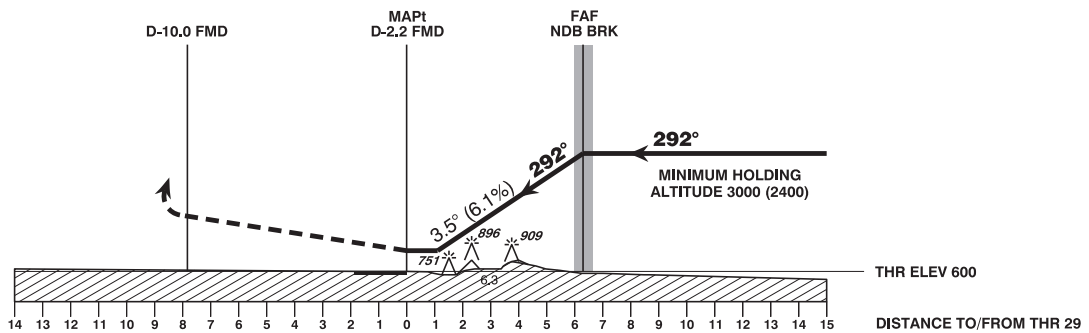 D-10.0 FMD
MAPt
D-2.2 FMD
FAF
NDB BRK
292°
292°
3.5° (6.1%)
MINIMUM HOLDING
ALTITUDE 3000 (2400)
751
896
909
6.3
THR ELEV 600
14 13 12 11 10 9 8 7 6 5 4 3 2 1 0 1 2 3 4 5 6 7 8 9 10 11 12 13 14 15
DISTANCE TO/FROM THR 29